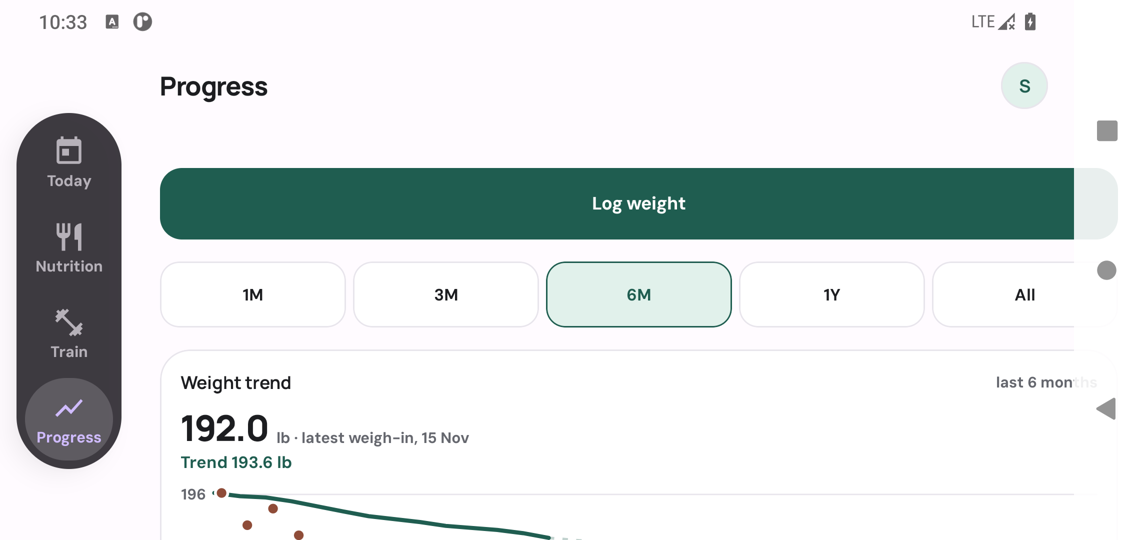 10:33
LTE
Progress
S
Today
Nutrition
Train
Progress
Log weight
1M
3M
6M
1Y
All
Weight trend
last 6 months
192.0 lb · latest weigh-in, 15 Nov
Trend 193.6 lb
196